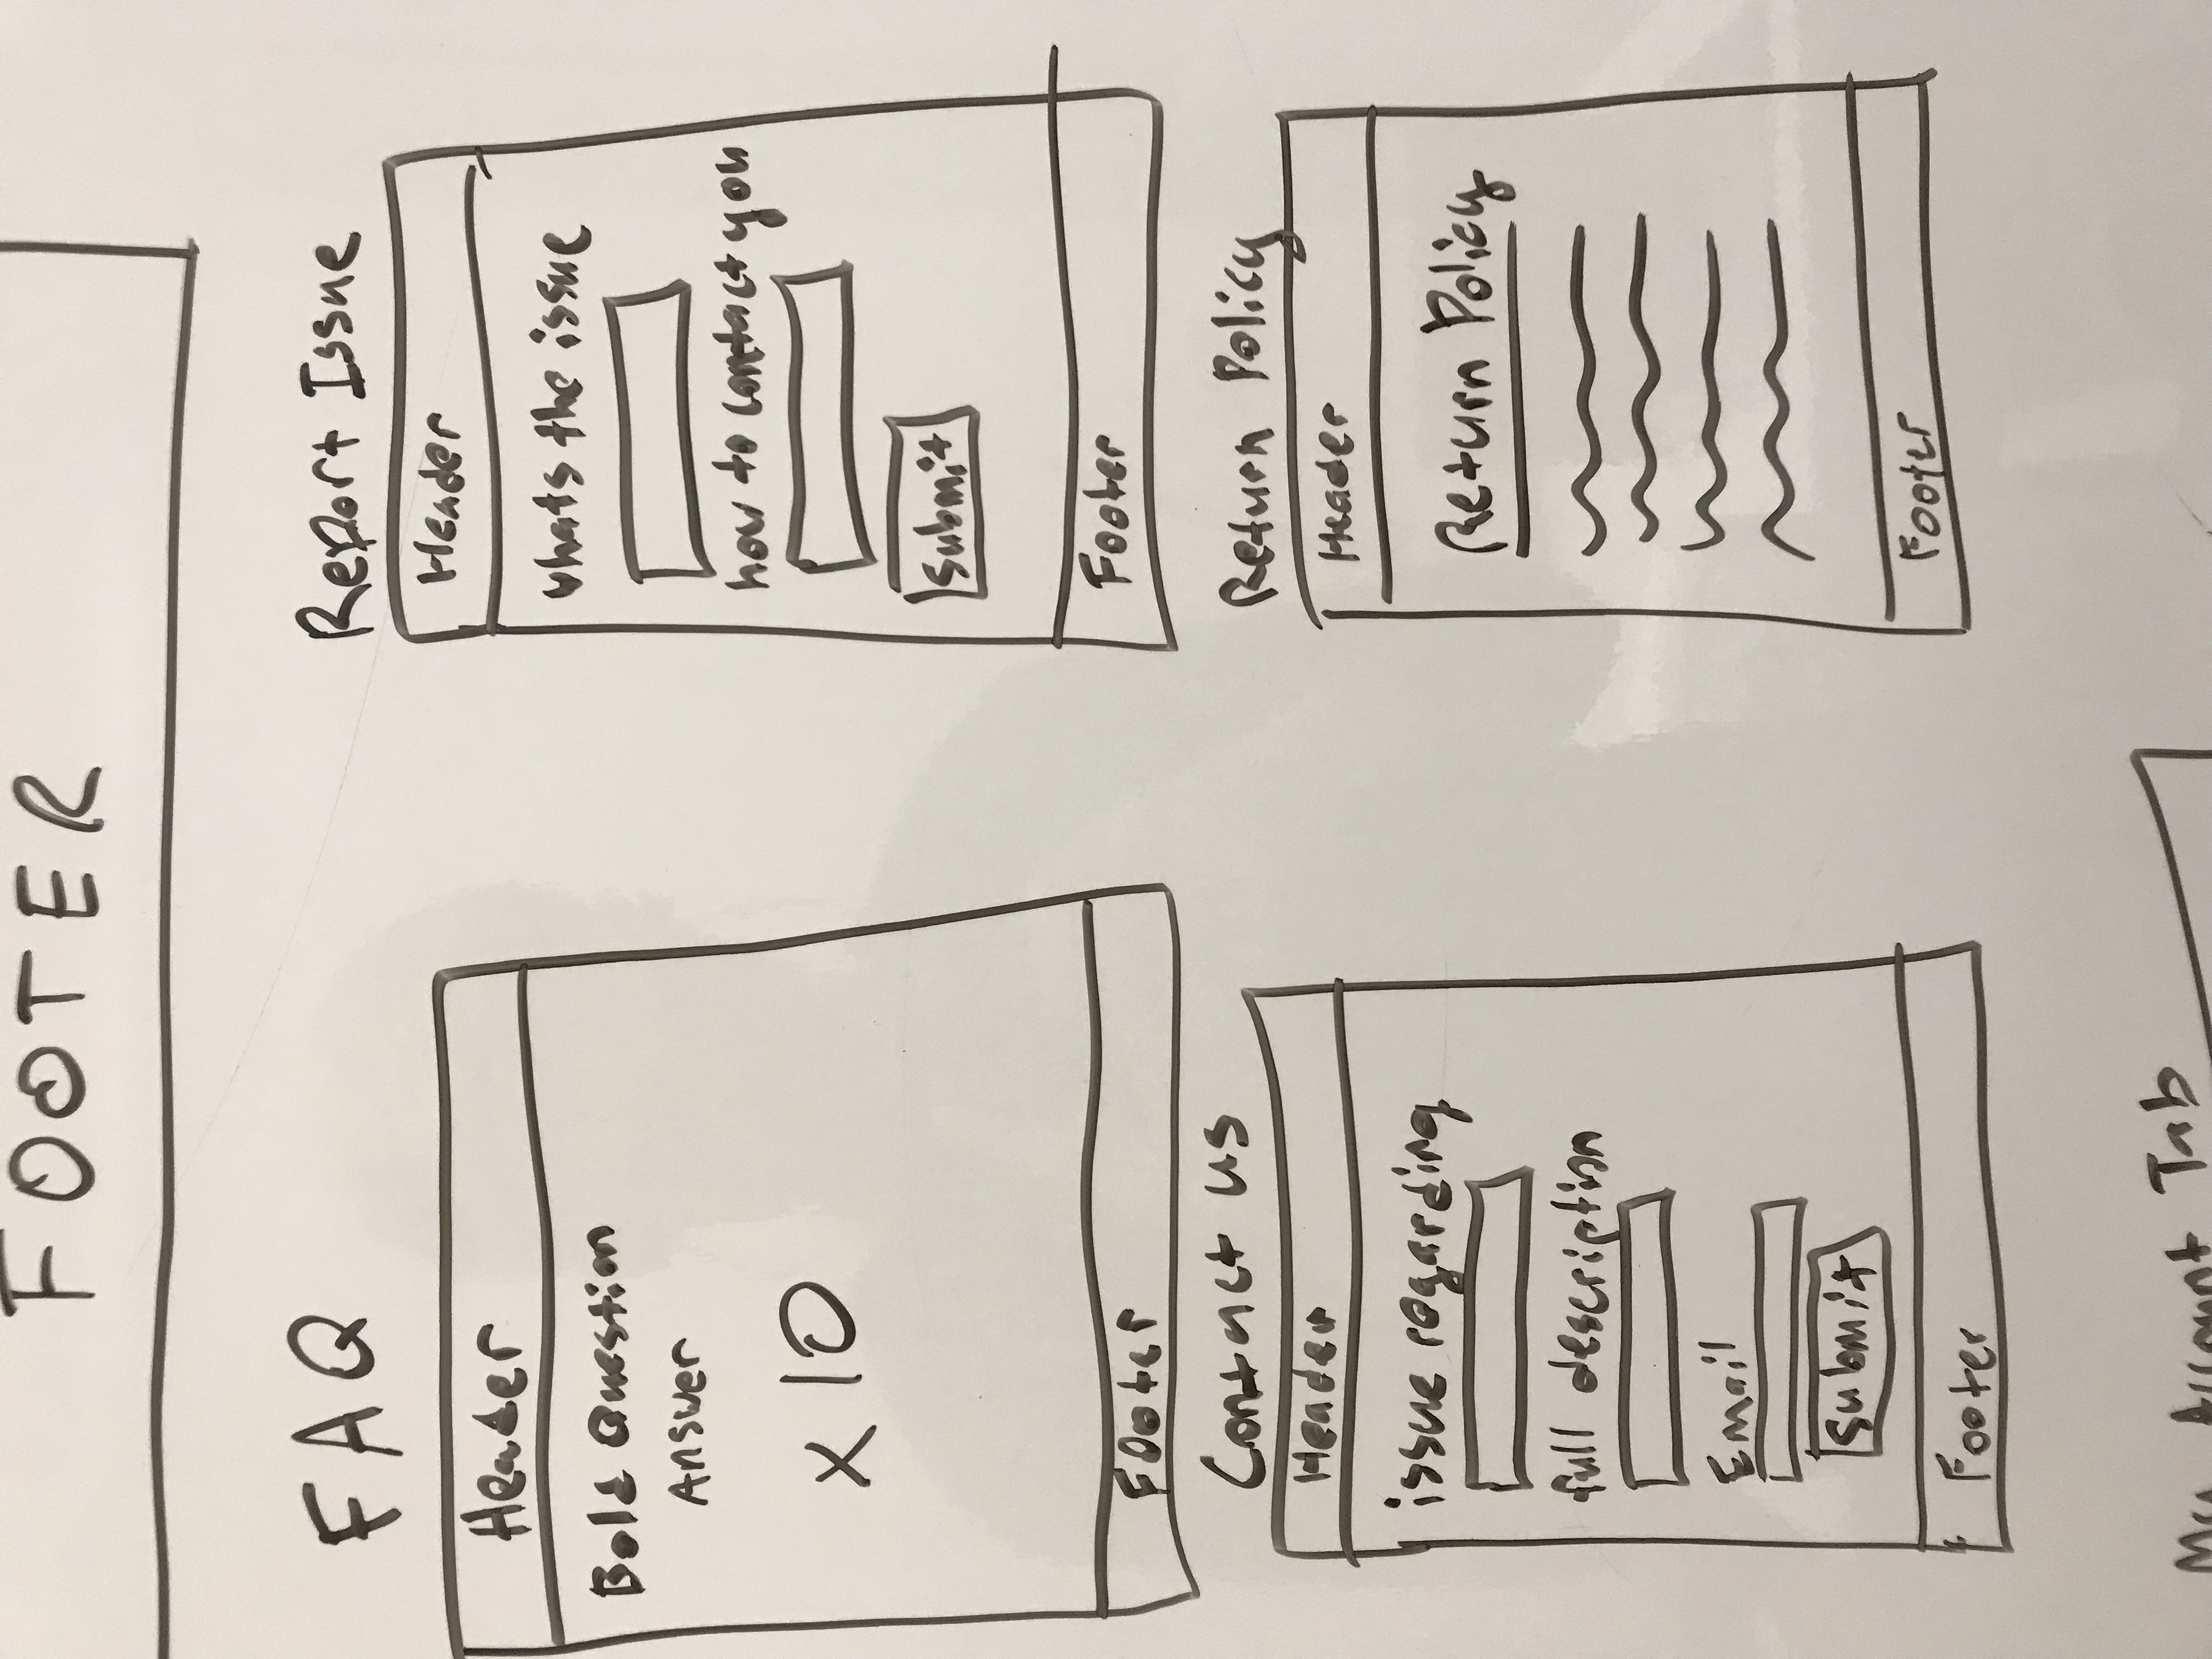 FOOTER
FAQ
Header
Bold Question
Answer
x 10
Footer
Report Issue
Header
whats the issue
how to contact you
Submit
Footer
Contact us
Header
issue regarding
full description
Email
Submit
Footer
Return Policy
Header
Return Policy
Footer
My Account Tab